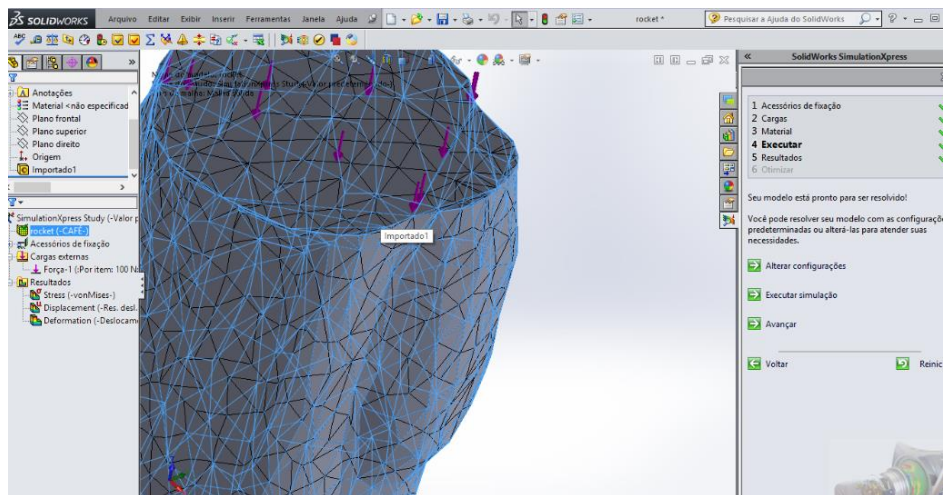 SOLIDWORKS Arquivo Editar Exibir Inserir Ferramentas Janela Ajuda rocket * Pesquisar a Ajuda do SolidWorks
SolidWorks SimulationXpress
Anotações
Material <não especificad
Plano frontal
Plano superior
Plano direito
Origem
Importado1
SimulationXpress Study (-Valor p
rocket (-CAFÉ-)
Acessórios de fixação
Cargas externas
Força-1 (:Por item: 100 N:
Resultados
Stress (-vonMises-)
Displacement (-Res. desl.
Deformation (-Deslocam
Importado1
1 Acessórios de fixação
2 Cargas
3 Material
4 Executar
5 Resultados
6 Otimizar
Seu modelo está pronto para ser resolvido!
Você pode resolver seu modelo com as configuraçõ
predeterminadas ou alterá-las para atender suas
necessidades.
Alterar configurações
Executar simulação
Avançar
Voltar Reinic